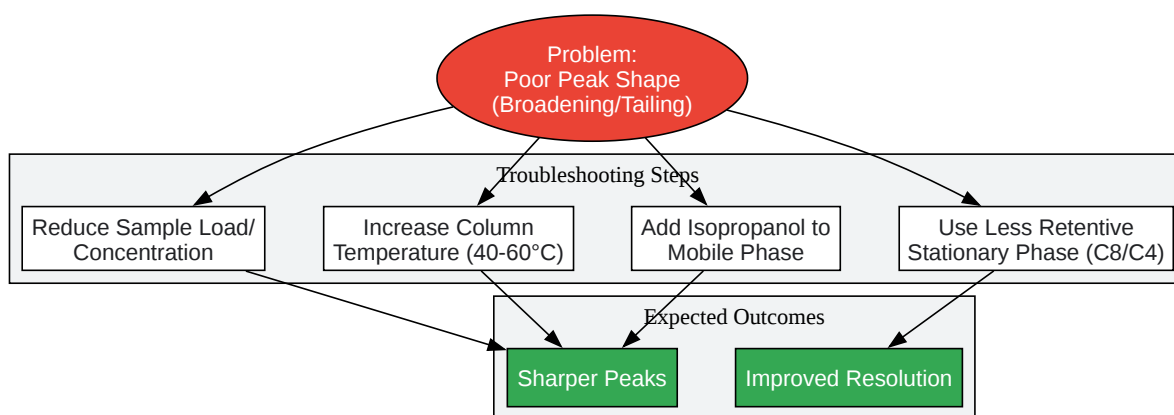 Problem:
Poor Peak Shape
(Broadening/Tailing)
Troubleshooting Steps
Reduce Sample Load/
Concentration
Increase Column
Temperature (40-60°C)
Add Isopropanol to
Mobile Phase
Use Less Retentive
Stationary Phase (C8/C4)
Expected Outcomes
Sharper Peaks
Improved Resolution